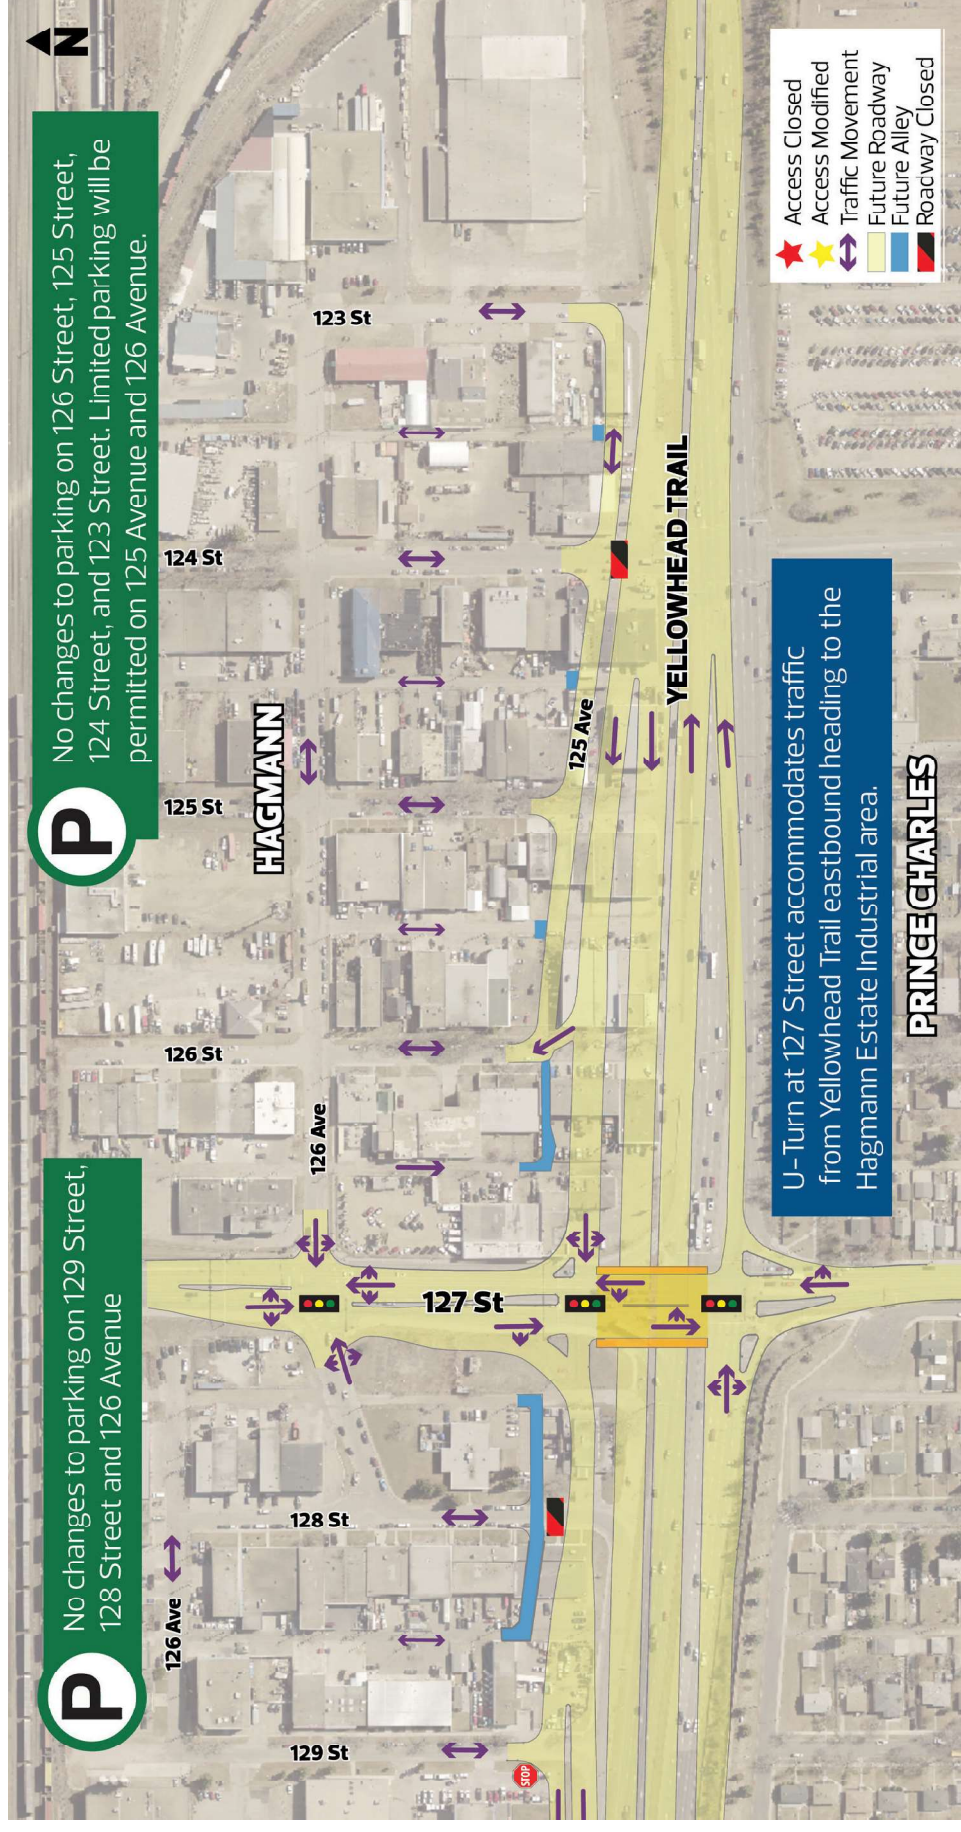 N
P
No changes to parking on 129 Street,
128 Street and 126 Avenue
P
No changes to parking on 126 Street, 125 Street,
124 Street, and 123 Street. Limited parking will be
permitted on 125 Avenue and 126 Avenue.
126 Ave
126 St
125 St
124 St
HAGMANN
129 St
128 St
126 Ave
123 St
127 St
STOP
125 Ave
YELLOWHEAD TRAIL
U-Turn at 127 Street accommodates traffic
from Yellowhead Trail eastbound heading to the
Hagmann Estate Industrial area.
PRINCE CHARLES
Access Closed
Access Modified
Traffic Movement
Future Roadway
Future Alley
Roadway Closed